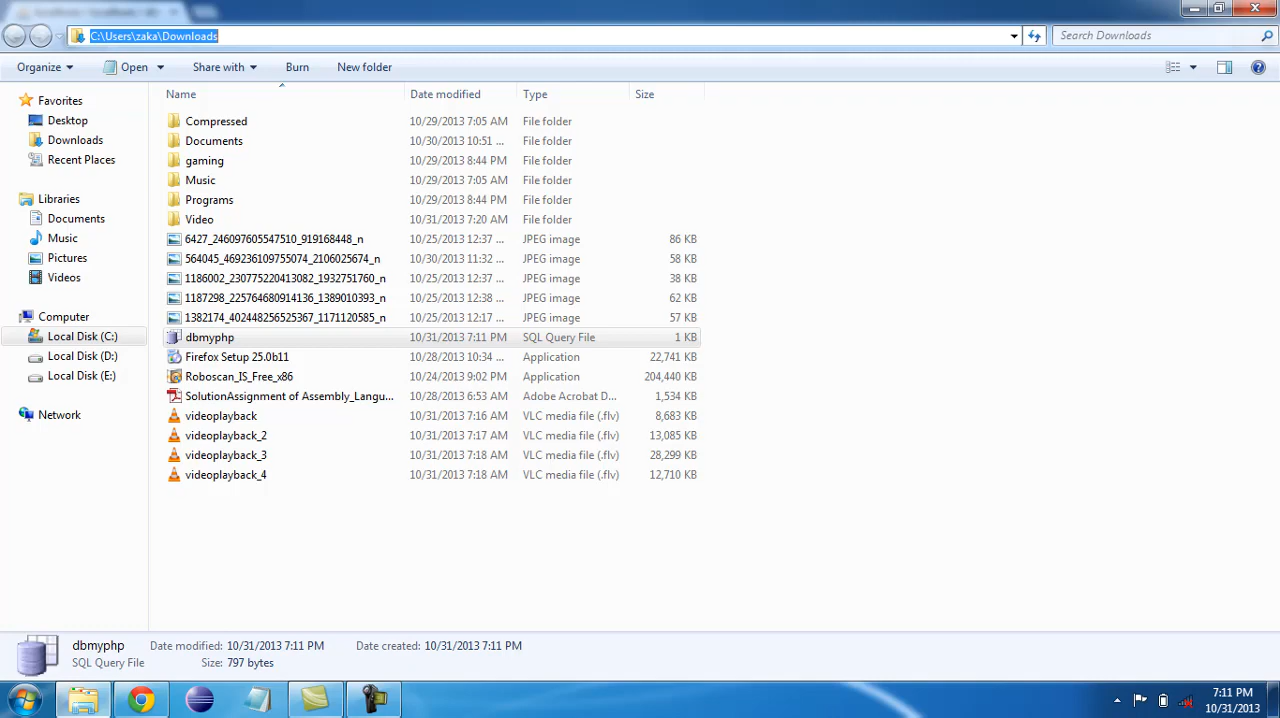 C:\Users\zaka\Downloads
Search Downloads
Organize Open Share with Burn New folder
Name Date modified Type Size
Favorites
Desktop
Downloads
Recent Places
Libraries
Documents
Music
Pictures
Videos
Computer
Local Disk (C:)
Local Disk (D:)
Local Disk (E:)
Network
Compressed 10/29/2013 7:05 AM File folder
Documents 10/30/2013 10:51 ... File folder
gaming 10/29/2013 8:44 PM File folder
Music 10/29/2013 7:05 AM File folder
Programs 10/29/2013 8:44 PM File folder
Video 10/31/2013 7:20 AM File folder
6427_246097605547510_919168448_n 10/25/2013 12:37 ... JPEG image 86 KB
564045_469236109755074_2106025674_n 10/30/2013 11:32 ... JPEG image 58 KB
1186002_230775220413082_1932751760_n 10/25/2013 12:37 ... JPEG image 38 KB
1187298_225764680914136_1389010393_n 10/25/2013 12:38 ... JPEG image 62 KB
1382174_402448256525367_1171120585_n 10/25/2013 12:17 ... JPEG image 57 KB
dbmyphp 10/31/2013 7:11 PM SQL Query File 1 KB
Firefox Setup 25.0b11 10/28/2013 10:34 ... Application 22,741 KB
Roboscan_IS_Free_x86 10/24/2013 9:02 PM Application 204,440 KB
SolutionAssignment of Assembly_Langu... 10/28/2013 6:53 AM Adobe Acrobat D... 1,534 KB
videoplayback 10/31/2013 7:16 AM VLC media file (.flv) 8,683 KB
videoplayback_2 10/31/2013 7:17 AM VLC media file (.flv) 13,085 KB
videoplayback_3 10/31/2013 7:18 AM VLC media file (.flv) 28,299 KB
videoplayback_4 10/31/2013 7:18 AM VLC media file (.flv) 12,710 KB
dbmyphp Date modified: 10/31/2013 7:11 PM Date created: 10/31/2013 7:11 PM
SQL Query File Size: 797 bytes
7:11 PM
10/31/2013